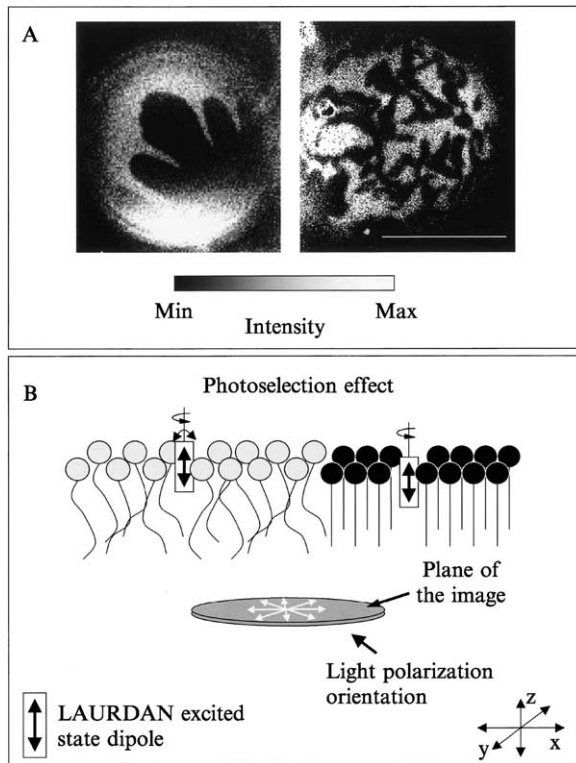 A
Min
Max
Intensity
B
Photoselection effect
Plane of
the image
Light polarization
orientation
LAURDAN excited
state dipole
z
y
x